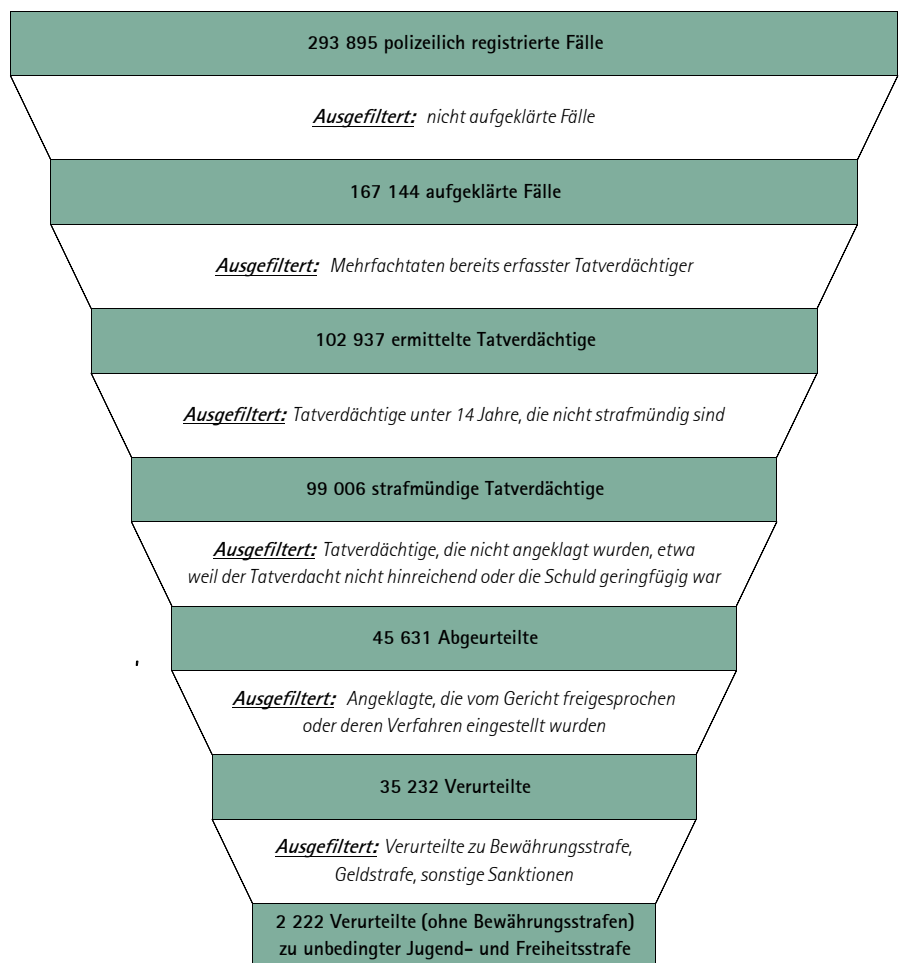 293 895 polizeilich registrierte Fälle
Ausgefiltert: nicht aufgeklärte Fälle
167 144 aufgeklärte Fälle
Ausgefiltert: Mehrfachtaten bereits erfasster Tatverdächtiger
102 937 ermittelte Tatverdächtige
Ausgefiltert: Tatverdächtige unter 14 Jahre, die nicht strafmündig sind
99 006 strafmündige Tatverdächtige
Ausgefiltert: Tatverdächtige, die nicht angeklagt wurden, etwa
weil der Tatverdacht nicht hinreichend oder die Schuld geringfügig war
45 631 Abgeurteilte
Ausgefiltert: Angeklagte, die vom Gericht freigesprochen
oder deren Verfahren eingestellt wurden
35 232 Verurteilte
Ausgefiltert: Verurteilte zu Bewährungsstrafe,
Geldstrafe, sonstige Sanktionen
2 222 Verurteilte (ohne Bewährungsstrafen)
zu unbedingter Jugend- und Freiheitsstrafe